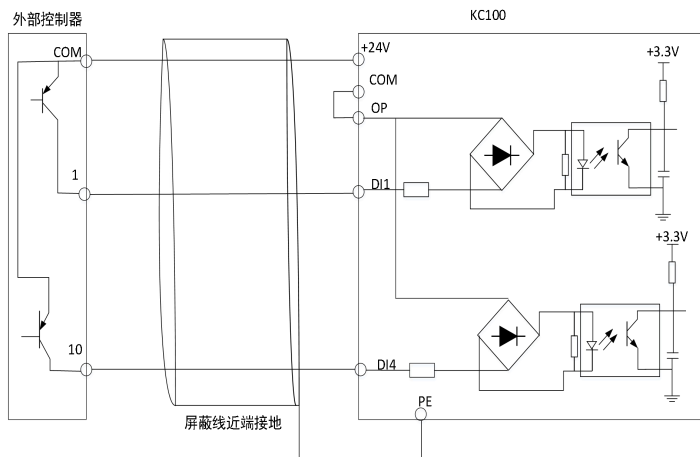 外部控制器
KC100
COM
+24V
+3.3V
COM
OP
1
DI1
+3.3V
10
DI4
屏蔽线近端接地
PE